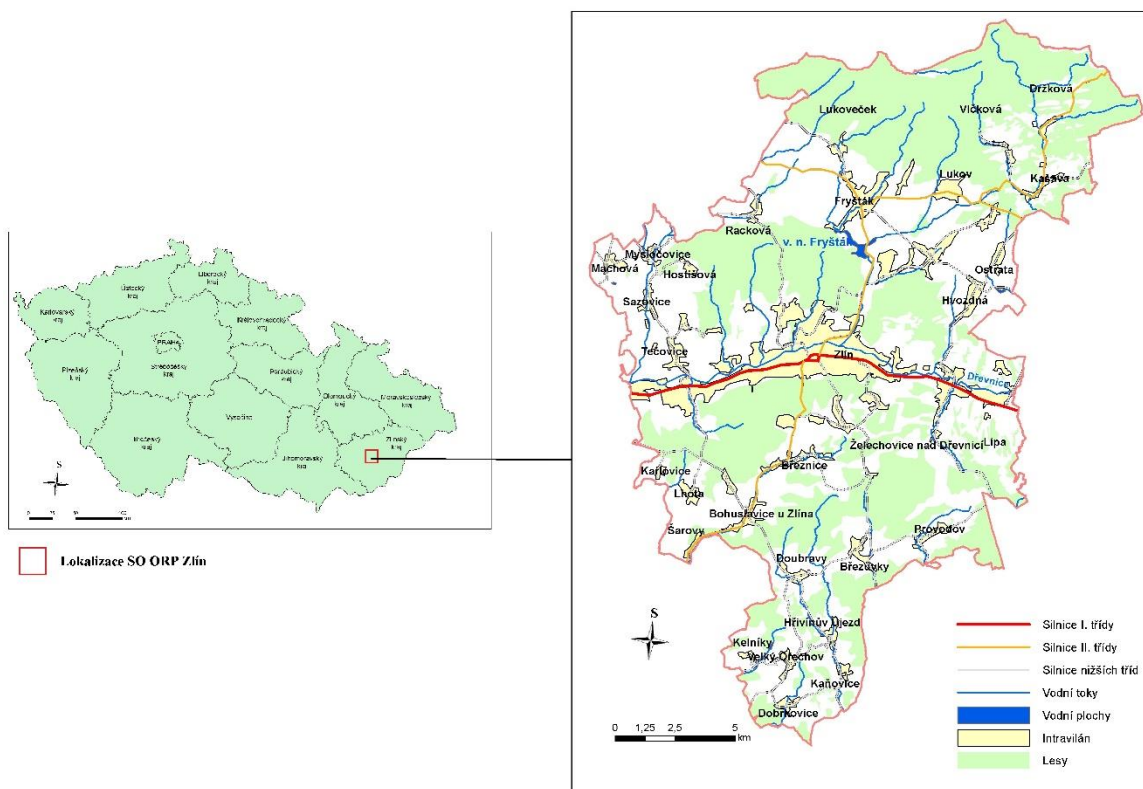 Liberecký
kraj
Ústecký
kraj
Karlovarský
kraj
Královéhradecký
kraj
PRAHA
Středočeský
kraj
Plzeňský
kraj
Pardubický
kraj
Olomoucký
kraj
Moravskoslezský
kraj
Vysočina
Zlínský
kraj
Jihočeský
kraj
Jihomoravský
kraj
S
Lokalizace SO ORP Zlín
Držková
Lukoveček
Vlčková
Kašava
Lukov
Fryšták
Racková
v. n. Fryšták
Mysločovice
Machová
Hostišová
Ostrata
Hvozdná
Sazovice
Tečovice
Zlín
Dřevnice
Želechovice nad Dřevnicí
Lípa
Karlovice
Březnice
Lhota
Bohuslavice u Zlína
Šarovy
Provodov
Doubravy
Březůvky
Hřivínův Újezd
Kelníky
Velký Ořechov
Kaňovice
Dobrkovice
S
0 1,25 2,5 5
km
Silnice I. třídy
Silnice II. třídy
Silnice nižších tříd
Vodní toky
Vodní plochy
Intravilán
Lesy